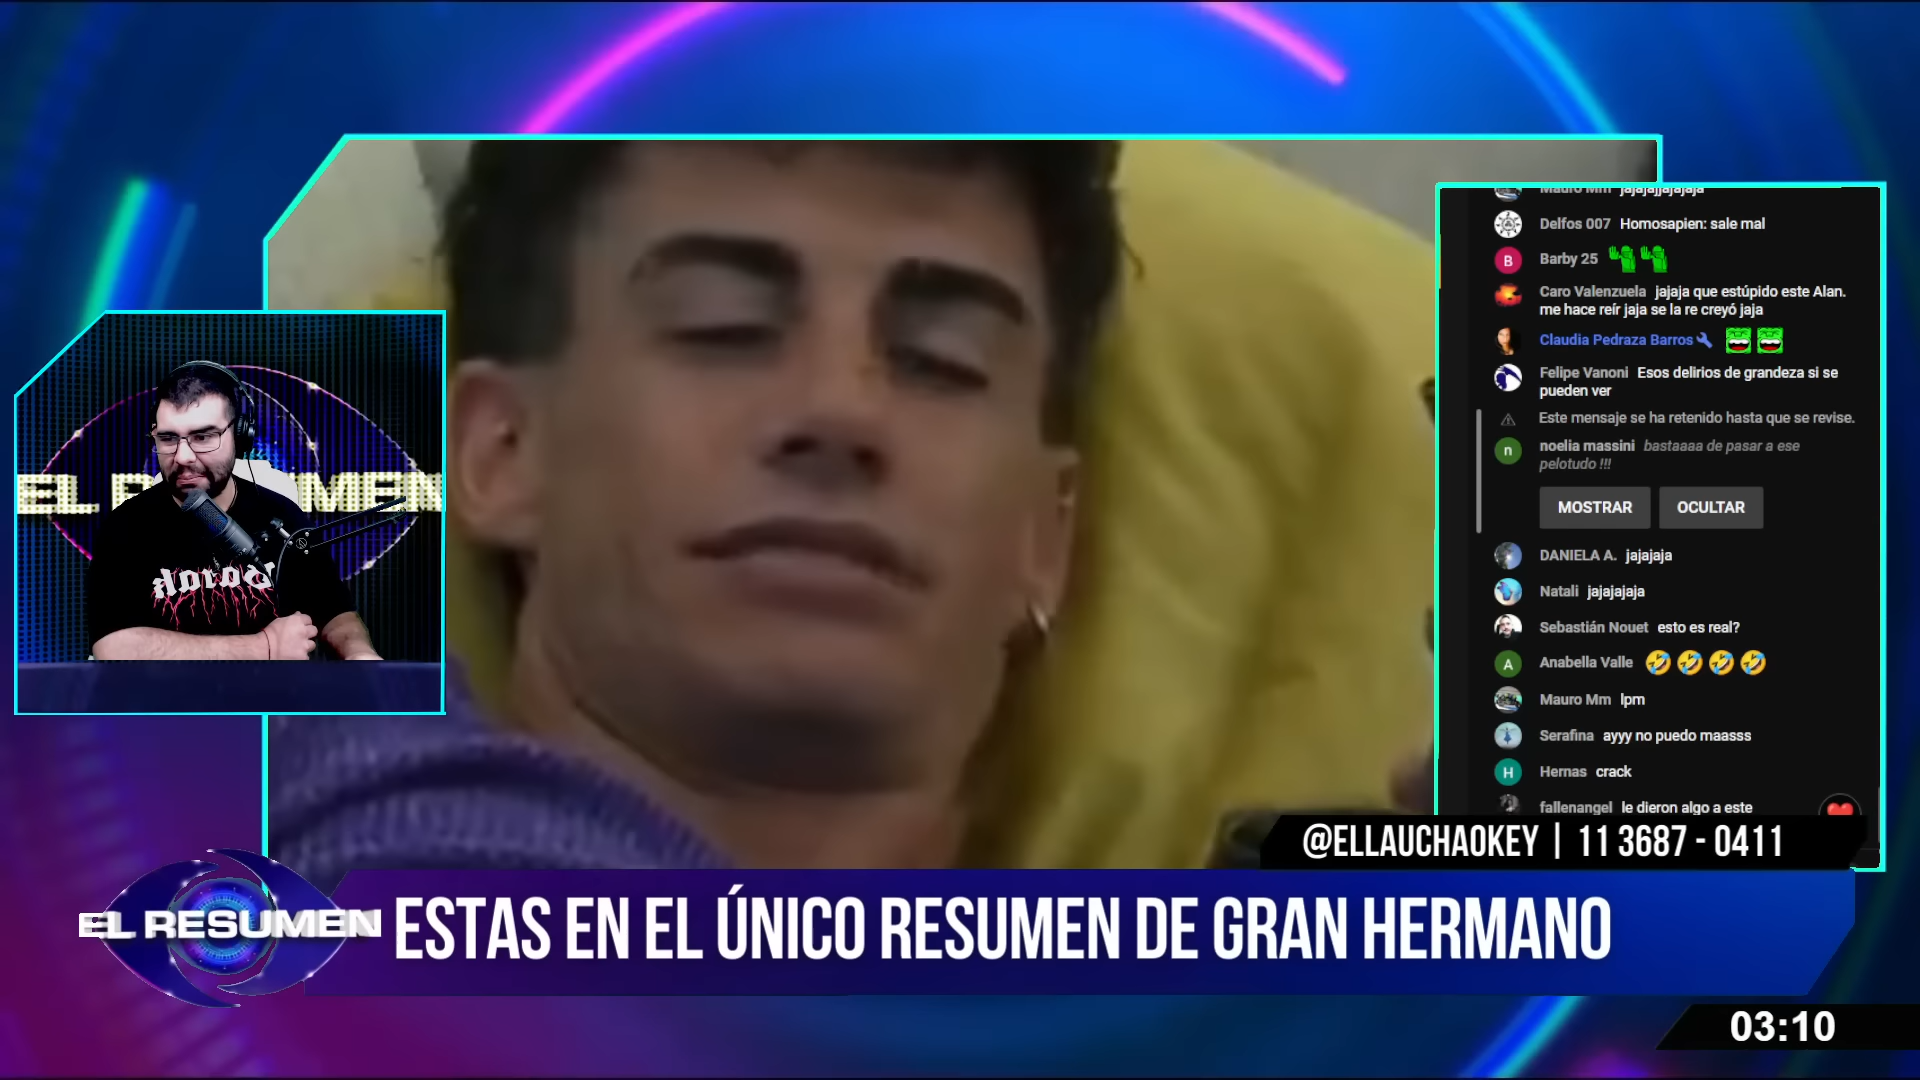 Mauro Mm jajajajjajajaja
Delfos 007 Homosapien: sale mal
Barby 25
Caro Valenzuela jajaja que estúpido este Alan.
me hace reír jaja se la re creyó jaja
Claudia Pedraza Barros
Felipe Vanoni Esos delirios de grandeza si se
pueden ver
Este mensaje se ha retenido hasta que se revise.
noelia massini bastaaaa de pasar a ese
pelotudo !!!
MOSTRAR OCULTAR
DANIELA A. jajajaja
Natali jajajajaja
Sebastián Nouet esto es real?
Anabella Valle
Mauro Mm lpm
Serafina ayyy no puedo maasss
Hernas crack
fallenangel le dieron algo a este
@ELLAUCHAOKEY | 11 3687 - 0411
EL RESUMEN
ESTAS EN EL ÚNICO RESUMEN DE GRAN HERMANO
03:10